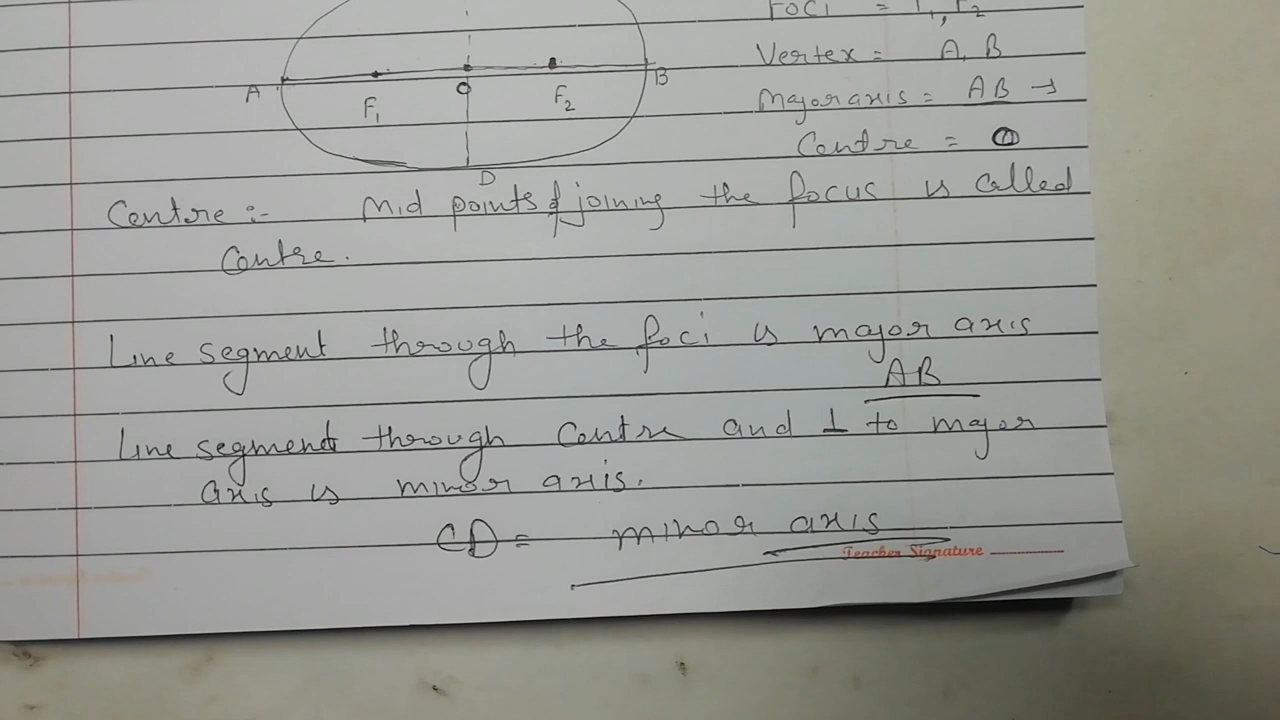 Foci = F1, F2
Vertex = A, B
A
F1
O
F2
B
Major axis = AB →
Centre = O
D
Centre :- Mid points of joining the focus is called
Centre.
Line segment through the foci is major axis
AB
Line segment through Centre and ⊥ to major
axis is minor axis.
CD = minor axis
Teacher Signature